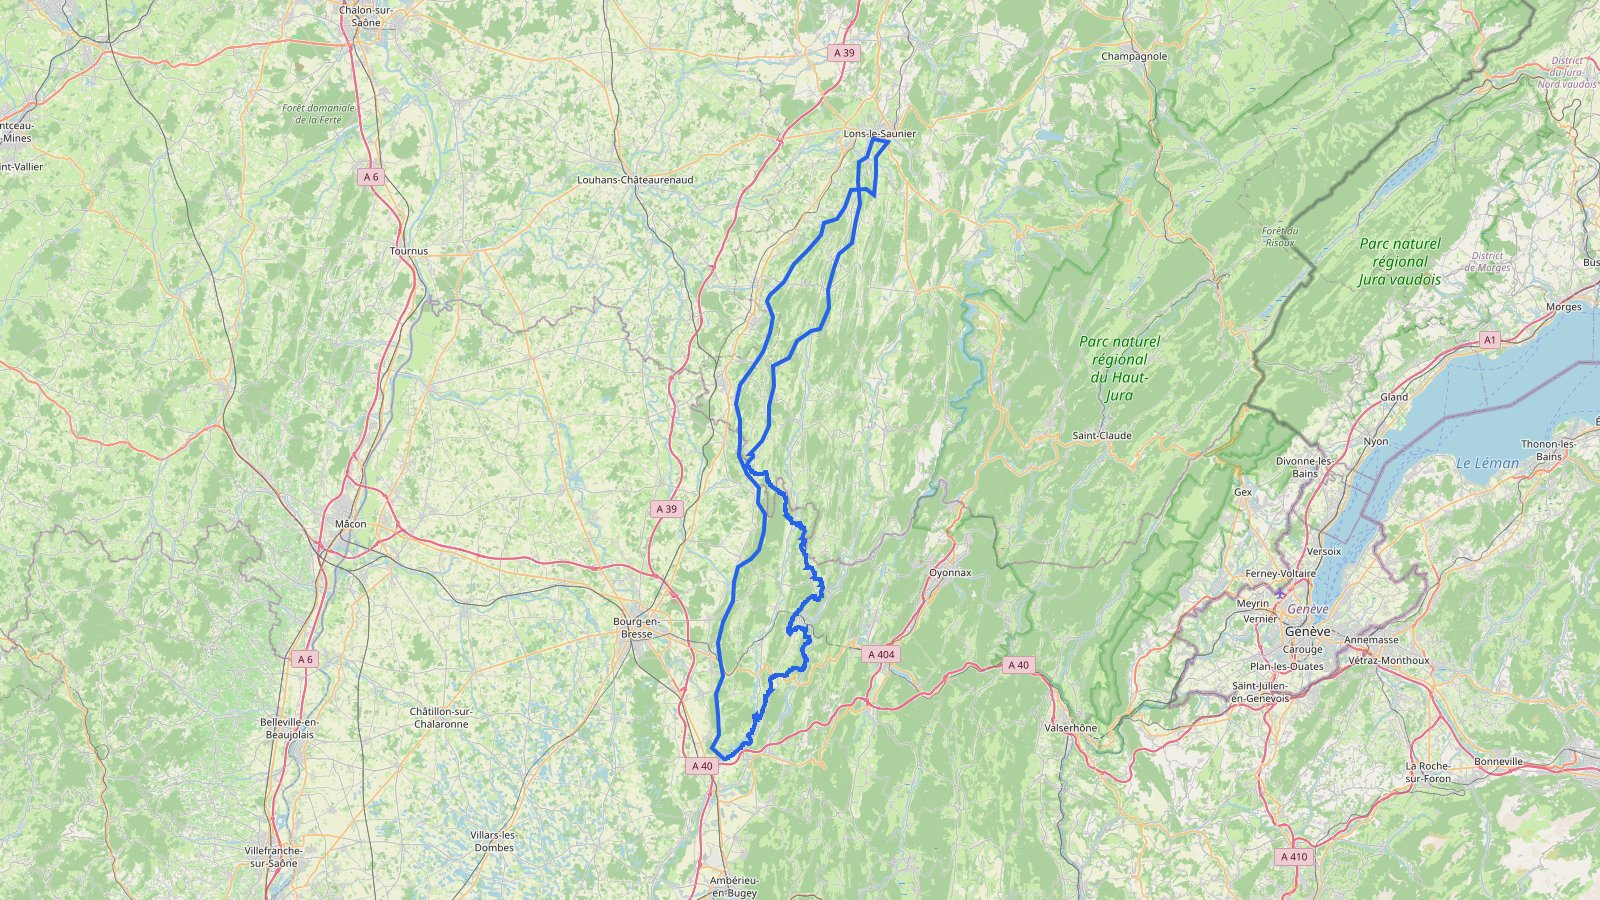 Chalon-sur-
Saône
A 39
Champagnole
District
du Jura-
Nord vaudois
Forêt domaniale
de la Ferté
ntceau-
-Mines
Lons-le-Saunier
int-Vallier
A 6
Louhans-Châteaurenaud
Forêt du
Risoux
Parc naturel
régional
Jura vaudois
Tournus
District
de Morges
Bus
Morges
Parc naturel
régional
du Haut-
Jura
A1
Gland
Saint-Claude
Nyon
Thonon-les-
Bains
É
Divonne-les-
Bains
Le Léman
Gex
A 39
Mâcon
Versoix
Oyonnax
Ferney-Voltaire
Meyrin
Vernier
Genève
Genève
Bourg-en-
Bresse
Annemasse
Carouge
Vétraz-Monthoux
Plan-les-Ouates
A 6
A 404
A 40
Saint-Julien-
en-Genevois
Châtillon-sur-
Chalaronne
Belleville-en-
Beaujolais
Valserhône
A 40
La Roche-
sur-Foron
Bonneville
Villars-les-
Dombes
Villefranche-
sur-Saône
A 410
Ambérieu-
en-Bugey